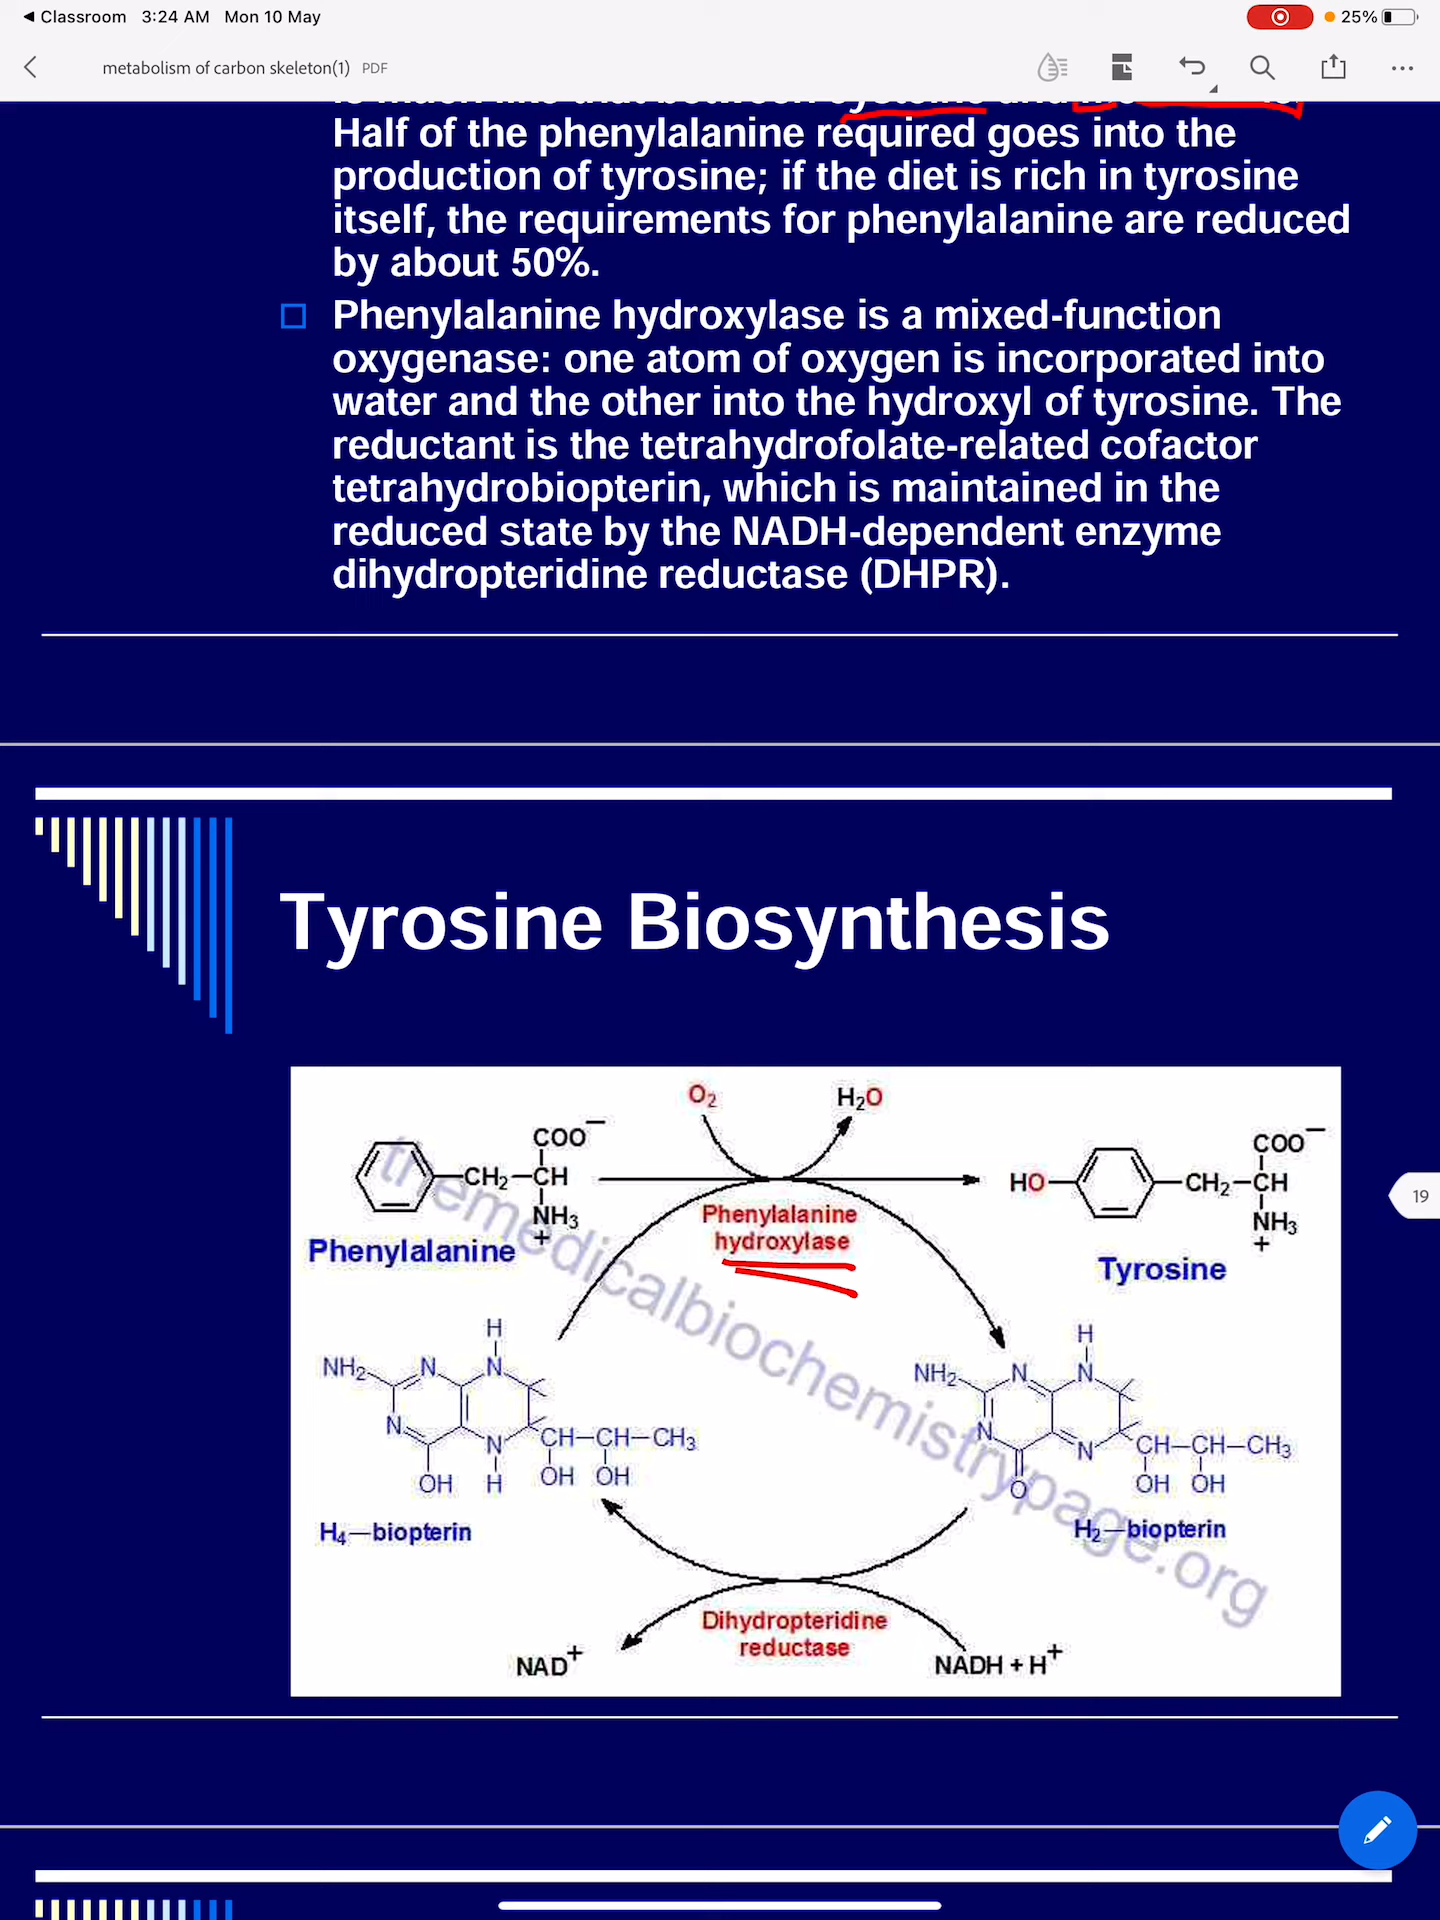 ◄ Classroom 3:24 AM Mon 10 May
25%
metabolism of carbon skeleton(1) PDF
Half of the phenylalanine required goes into the
production of tyrosine; if the diet is rich in tyrosine
itself, the requirements for phenylalanine are reduced
by about 50%.
Phenylalanine hydroxylase is a mixed-function
oxygenase: one atom of oxygen is incorporated into
water and the other into the hydroxyl of tyrosine. The
reductant is the tetrahydrofolate-related cofactor
tetrahydrobiopterin, which is maintained in the
reduced state by the NADH-dependent enzyme
dihydropteridine reductase (DHPR).
Tyrosine Biosynthesis
O₂ H₂O
COO⁻
CH₂—CH
NH₃
+
Phenylalanine
Phenylalanine
hydroxylase
COO⁻
HO CH₂—CH
NH₃
+
Tyrosine
19
H
NH₂ N N
N
N CH—CH—CH₃
OH H OH OH
H₄—biopterin
H
NH₂ N N
N
N CH—CH—CH₃
O OH OH
H₂—biopterin
Dihydropteridine
reductase
NAD⁺ NADH + H⁺
themedicalbiochemistrypage.org